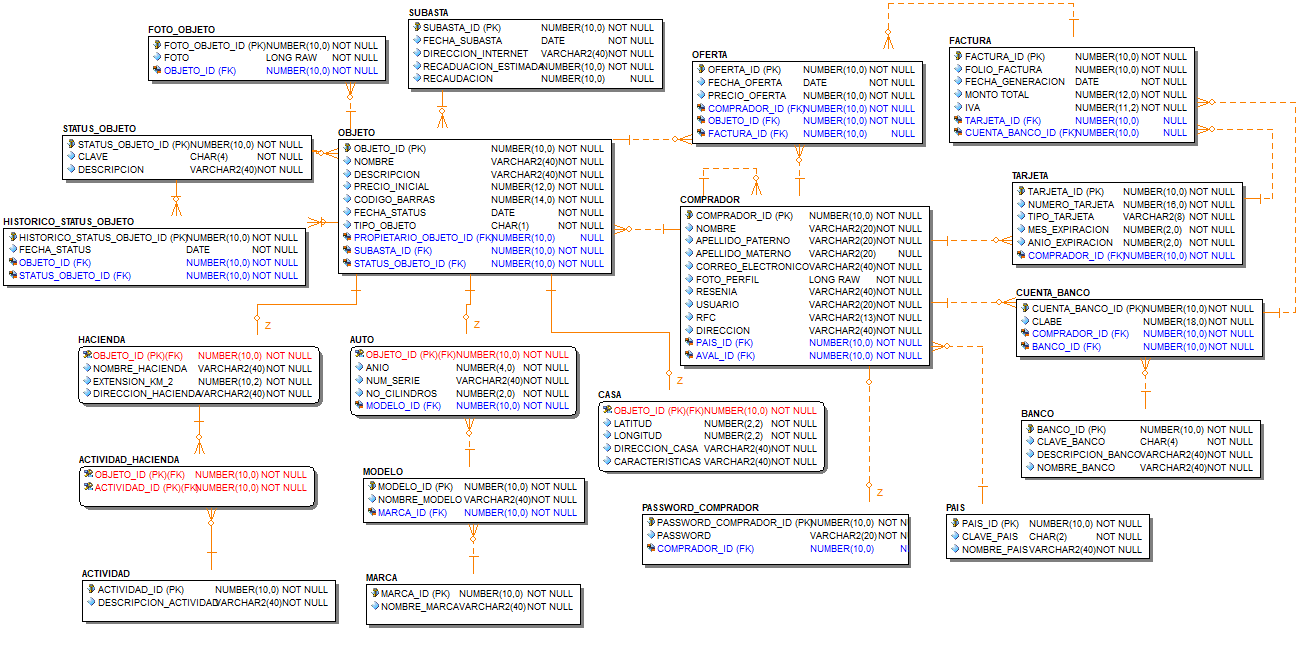 FOTO_OBJETO
FOTO_OBJETO_ID (PK) NUMBER(10,0) NOT NULL
FOTO LONG RAW NOT NULL
OBJETO_ID (FK) NUMBER(10,0) NOT NULL
SUBASTA
SUBASTA_ID (PK) NUMBER(10,0) NOT NULL
FECHA_SUBASTA DATE NOT NULL
DIRECCION_INTERNET VARCHAR2(40) NOT NULL
RECADUACION_ESTIMADA NUMBER(10,0) NOT NULL
RECAUDACION NUMBER(10,0) NULL
OFERTA
OFERTA_ID (PK) NUMBER(10,0) NOT NULL
FECHA_OFERTA DATE NOT NULL
PRECIO_OFERTA NUMBER(10,0) NOT NULL
COMPRADOR_ID (FK) NUMBER(10,0) NOT NULL
OBJETO_ID (FK) NUMBER(10,0) NOT NULL
FACTURA_ID (FK) NUMBER(10,0) NULL
FACTURA
FACTURA_ID (PK) NUMBER(10,0) NOT NULL
FOLIO_FACTURA NUMBER(10,0) NOT NULL
FECHA_GENERACION DATE NOT NULL
MONTO TOTAL NUMBER(12,0) NOT NULL
IVA NUMBER(11,2) NOT NULL
TARJETA_ID (FK) NUMBER(10,0) NULL
CUENTA_BANCO_ID (FK) NUMBER(10,0) NULL
STATUS_OBJETO
STATUS_OBJETO_ID (PK) NUMBER(10,0) NOT NULL
CLAVE CHAR(4) NOT NULL
DESCRIPCION VARCHAR2(40) NOT NULL
OBJETO
OBJETO_ID (PK) NUMBER(10,0) NOT NULL
NOMBRE VARCHAR2(40) NOT NULL
DESCRIPCION VARCHAR2(40) NOT NULL
PRECIO_INICIAL NUMBER(12,0) NOT NULL
CODIGO_BARRAS NUMBER(14,0) NOT NULL
FECHA_STATUS DATE NOT NULL
TIPO_OBJETO CHAR(1) NOT NULL
PROPIETARIO_OBJETO_ID (FK) NUMBER(10,0) NULL
SUBASTA_ID (FK) NUMBER(10,0) NOT NULL
STATUS_OBJETO_ID (FK) NUMBER(10,0) NOT NULL
HISTORICO_STATUS_OBJETO
HISTORICO_STATUS_OBJETO_ID (PK) NUMBER(10,0) NOT NULL
FECHA_STATUS DATE NOT NULL
OBJETO_ID (FK) NUMBER(10,0) NOT NULL
STATUS_OBJETO_ID (FK) NUMBER(10,0) NOT NULL
COMPRADOR
COMPRADOR_ID (PK) NUMBER(10,0) NOT NULL
NOMBRE VARCHAR2(20) NOT NULL
APELLIDO_PATERNO VARCHAR2(20) NOT NULL
APELLIDO_MATERNO VARCHAR2(20) NULL
CORREO_ELECTRONICO VARCHAR2(40) NOT NULL
FOTO_PERFIL LONG RAW NOT NULL
RESENIA VARCHAR2(40) NOT NULL
USUARIO VARCHAR2(20) NOT NULL
RFC VARCHAR2(13) NOT NULL
DIRECCION VARCHAR2(40) NOT NULL
PAIS_ID (FK) NUMBER(10,0) NOT NULL
AVAL_ID (FK) NUMBER(10,0) NOT NULL
TARJETA
TARJETA_ID (PK) NUMBER(10,0) NOT NULL
NUMERO_TARJETA NUMBER(16,0) NOT NULL
TIPO_TARJETA VARCHAR2(8) NOT NULL
MES_EXPIRACION NUMBER(2,0) NOT NULL
ANIO_EXPIRACION NUMBER(2,0) NOT NULL
COMPRADOR_ID (FK) NUMBER(10,0) NOT NULL
CUENTA_BANCO
CUENTA_BANCO_ID (PK) NUMBER(10,0) NOT NULL
CLABE NUMBER(18,0) NOT NULL
COMPRADOR_ID (FK) NUMBER(10,0) NOT NULL
BANCO_ID (FK) NUMBER(10,0) NOT NULL
Z
Z
Z
Z
HACIENDA
OBJETO_ID (PK)(FK) NUMBER(10,0) NOT NULL
NOMBRE_HACIENDA VARCHAR2(40) NOT NULL
EXTENSION_KM_2 NUMBER(10,2) NOT NULL
DIRECCION_HACIENDA VARCHAR2(40) NOT NULL
AUTO
OBJETO_ID (PK)(FK) NUMBER(10,0) NOT NULL
ANIO NUMBER(4,0) NOT NULL
NUM_SERIE VARCHAR2(40) NOT NULL
NO_CILINDROS NUMBER(2,0) NOT NULL
MODELO_ID (FK) NUMBER(10,0) NOT NULL
CASA
OBJETO_ID (PK)(FK) NUMBER(10,0) NOT NULL
LATITUD NUMBER(2,2) NOT NULL
LONGITUD NUMBER(2,2) NOT NULL
DIRECCION_CASA VARCHAR2(40) NOT NULL
CARACTERISTICAS VARCHAR2(40) NOT NULL
BANCO
BANCO_ID (PK) NUMBER(10,0) NOT NULL
CLAVE_BANCO CHAR(4) NOT NULL
DESCRIPCION_BANCO VARCHAR2(40) NOT NULL
NOMBRE_BANCO VARCHAR2(40) NOT NULL
ACTIVIDAD_HACIENDA
OBJETO_ID (PK)(FK) NUMBER(10,0) NOT NULL
ACTIVIDAD_ID (PK)(FK) NUMBER(10,0) NOT NULL
MODELO
MODELO_ID (PK) NUMBER(10,0) NOT NULL
NOMBRE_MODELO VARCHAR2(40) NOT NULL
MARCA_ID (FK) NUMBER(10,0) NOT NULL
PASSWORD_COMPRADOR
PASSWORD_COMPRADOR_ID (PK) NUMBER(10,0) NOT N
PASSWORD VARCHAR2(20) NOT N
COMPRADOR_ID (FK) NUMBER(10,0) N
PAIS
PAIS_ID (PK) NUMBER(10,0) NOT NULL
CLAVE_PAIS CHAR(2) NOT NULL
NOMBRE_PAIS VARCHAR2(40) NOT NULL
ACTIVIDAD
ACTIVIDAD_ID (PK) NUMBER(10,0) NOT NULL
DESCRIPCION_ACTIVIDAD VARCHAR2(40) NOT NULL
MARCA
MARCA_ID (PK) NUMBER(10,0) NOT NULL
NOMBRE_MARCA VARCHAR2(40) NOT NULL